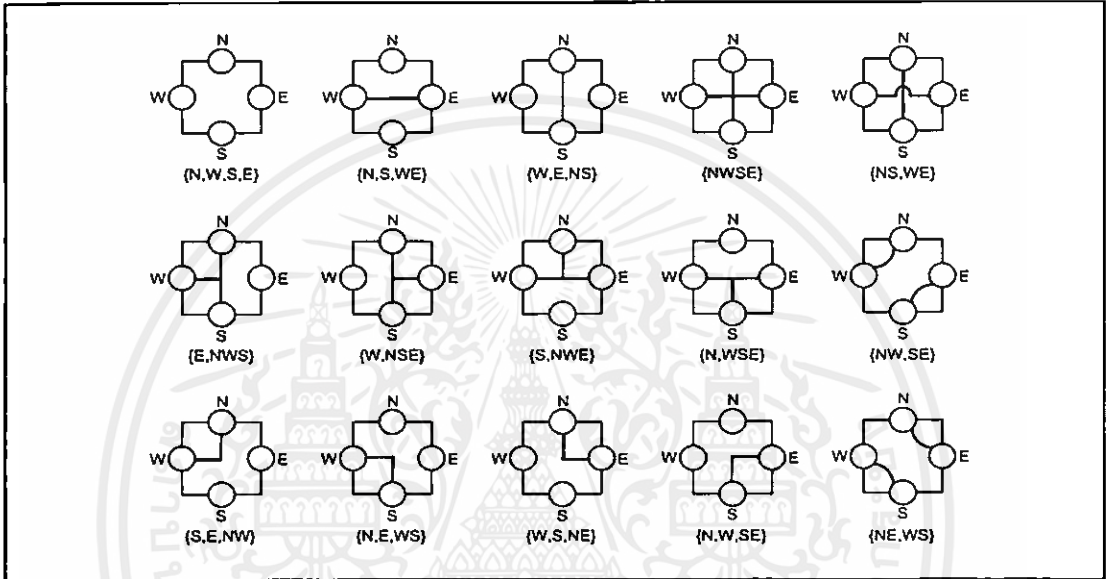 N N N N N
W E W E W E W E W E
S S S S S
{N,W,S,E} {N,S,WE} {W,E,NS} {NWSE} {NS,WE}
N N N N N
W E W E W E W E W E
S S S S S
{E,NWS} {W,NSE} {S,NWE} {N,WSE} {NW,SE}
N N N N N
W E W E W E W E W E
S S S S S
{S,E,NW} {N,E,WS} {W,S,NE} {N,W,SE} {NE,WS}